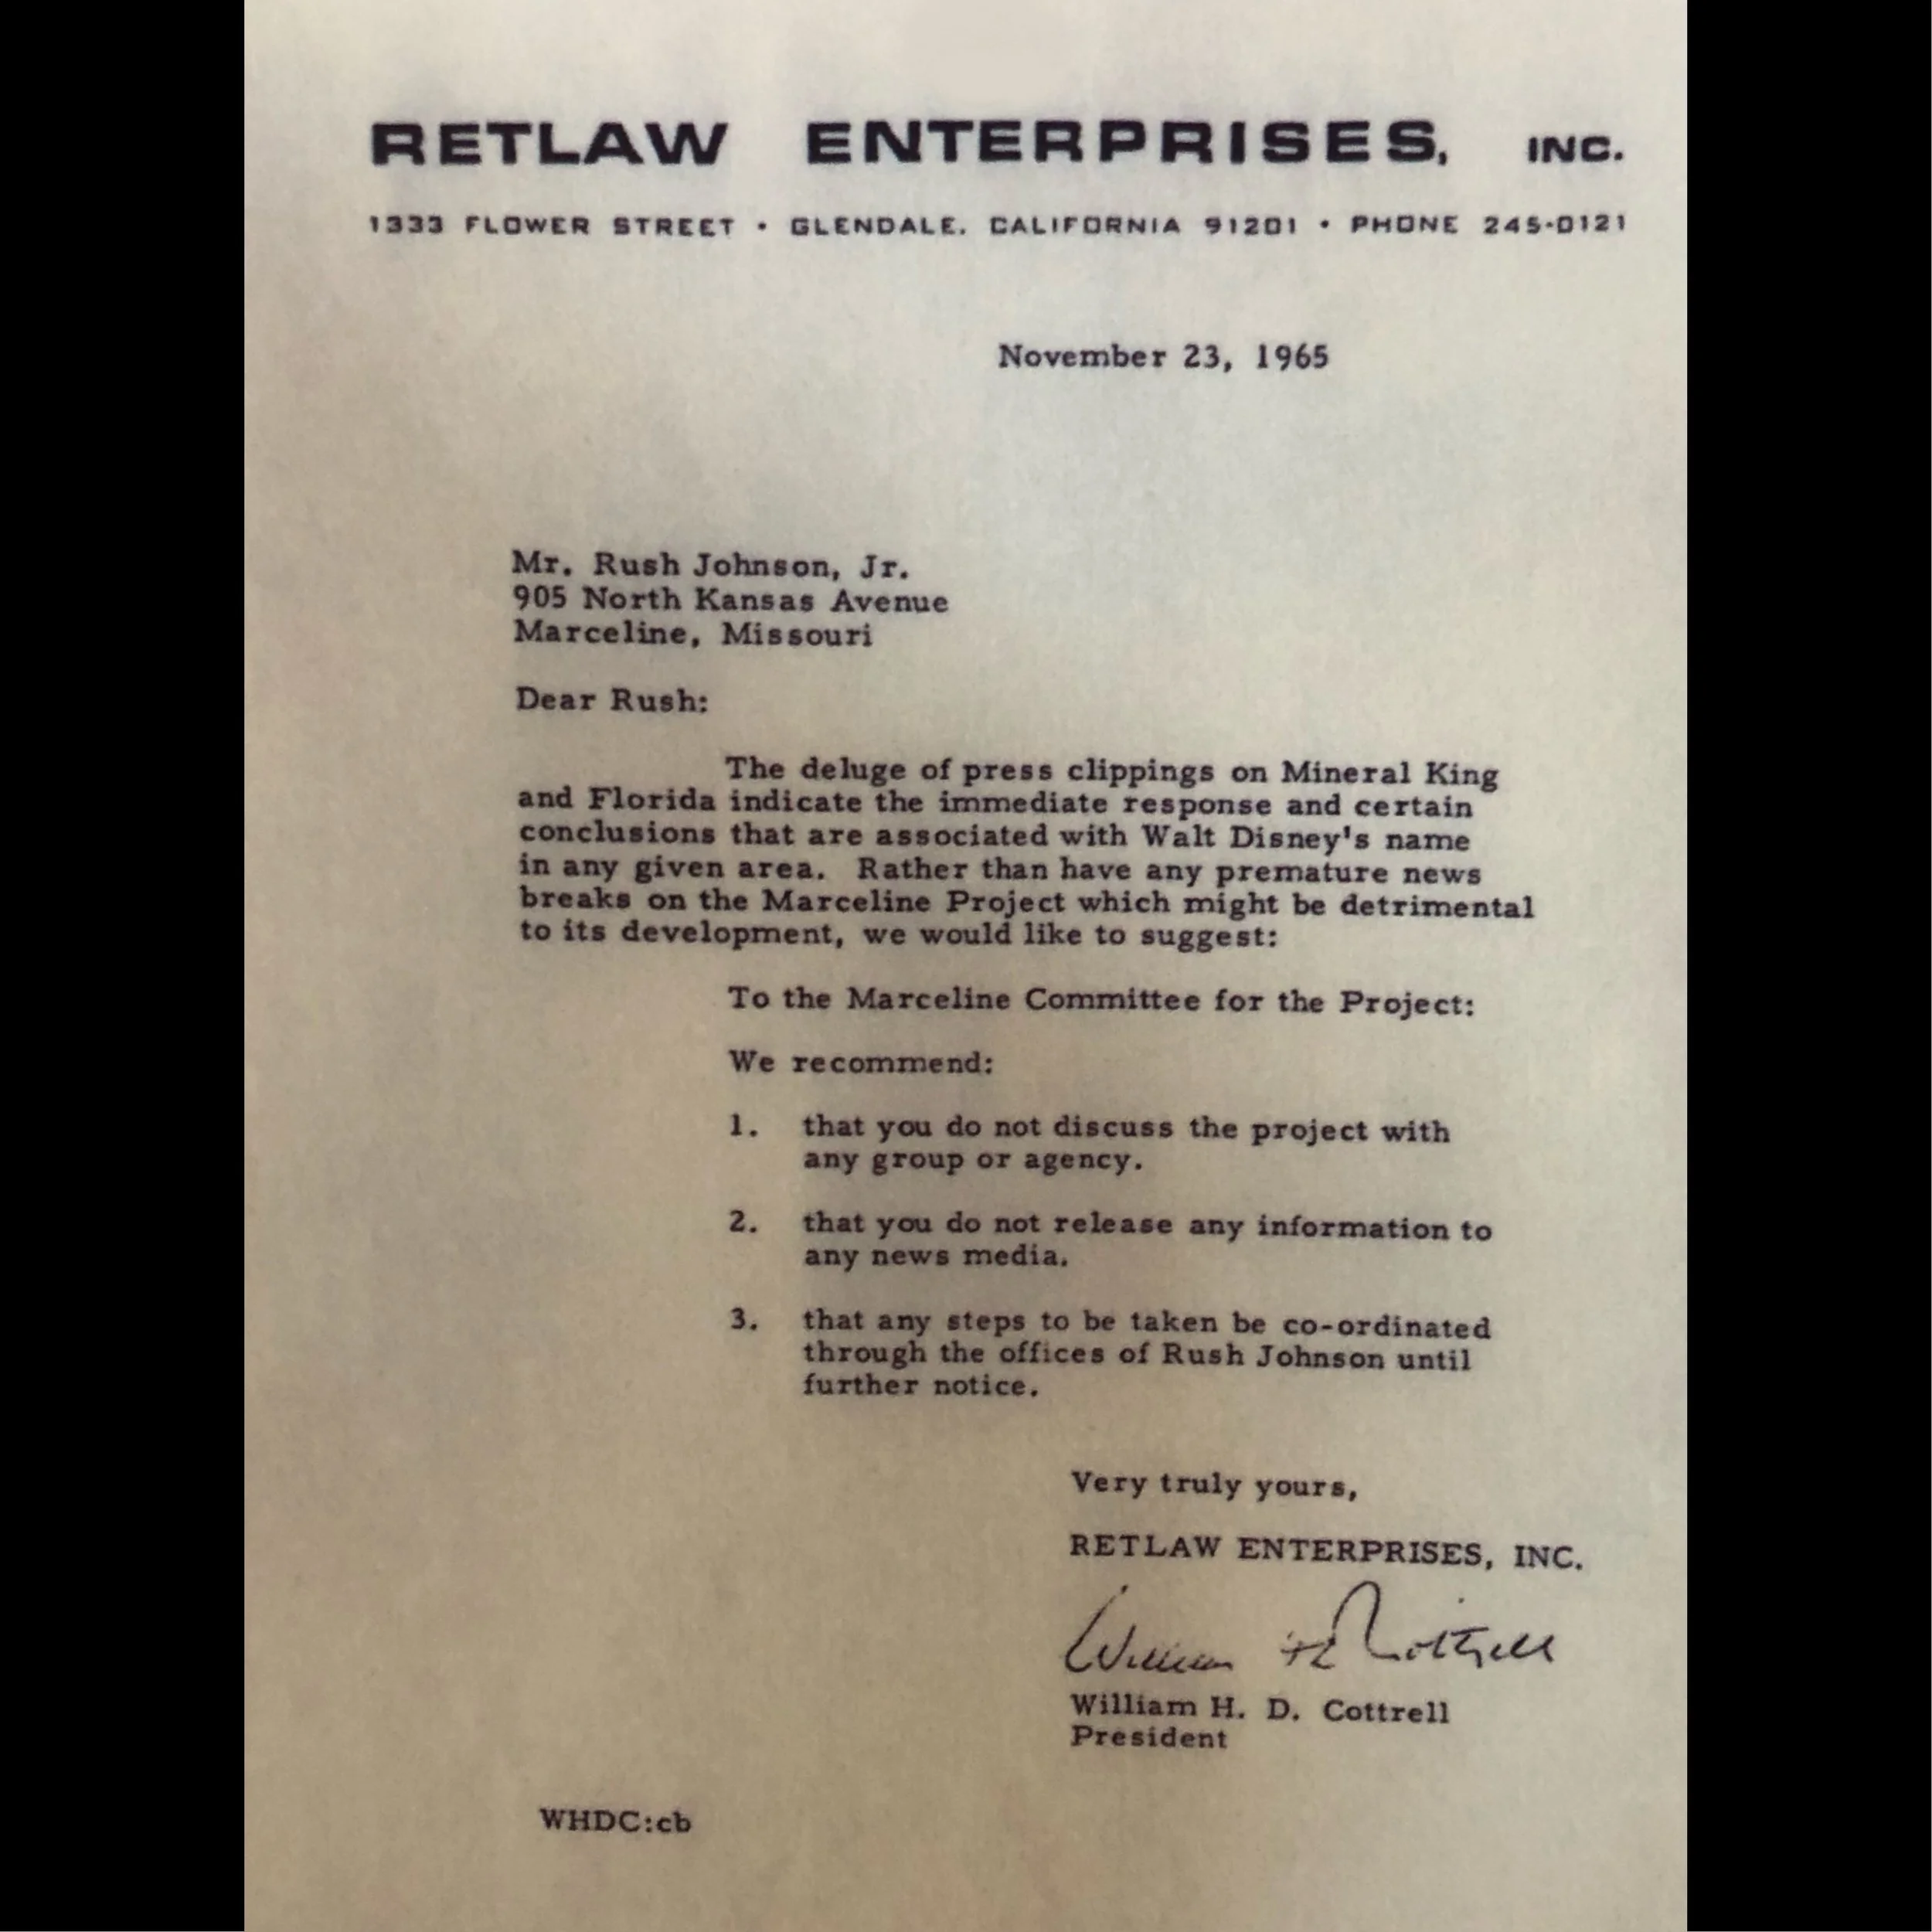 RETLAW ENTERPRISES, INC.
1333 FLOWER STREET • GLENDALE, CALIFORNIA 91201 • PHONE 245-0121
November 23, 1965
Mr. Rush Johnson, Jr.
905 North Kansas Avenue
Marceline, Missouri
Dear Rush:
The deluge of press clippings on Mineral King
and Florida indicate the immediate response and certain
conclusions that are associated with Walt Disney's name
in any given area. Rather than have any premature news
breaks on the Marceline Project which might be detrimental
to its development, we would like to suggest:
To the Marceline Committee for the Project:
We recommend:
1. that you do not discuss the project with
any group or agency.
2. that you do not release any information to
any news media.
3. that any steps to be taken be co-ordinated
through the offices of Rush Johnson until
further notice.
Very truly yours,
RETLAW ENTERPRISES, INC.
William H D Cottrell
William H. D. Cottrell
President
WHDC:cb